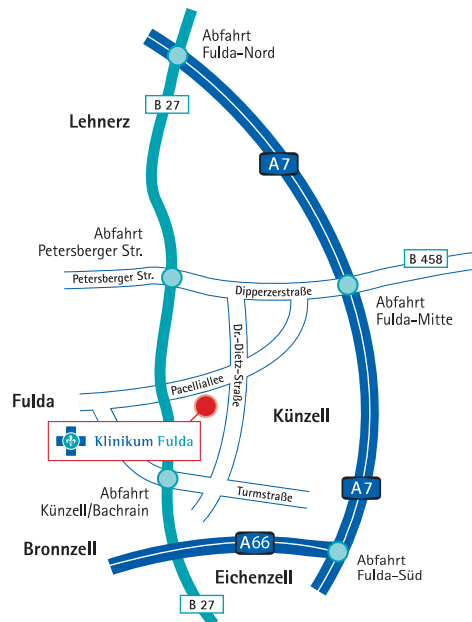 Abfahrt
Fulda-Nord
B 27
Lehnerz
A7
Abfahrt
Petersberger Str.
B 458
Petersberger Str.
Dipperzerstraße
Abfahrt
Fulda-Mitte
Dr.-Dietz-Straße
Pacelliallee
Fulda
Künzell
Klinikum Fulda
Abfahrt
Künzell/Bachrain
Turmstraße
A7
A66
Bronnzell
Abfahrt
Fulda-Süd
Eichenzell
B 27